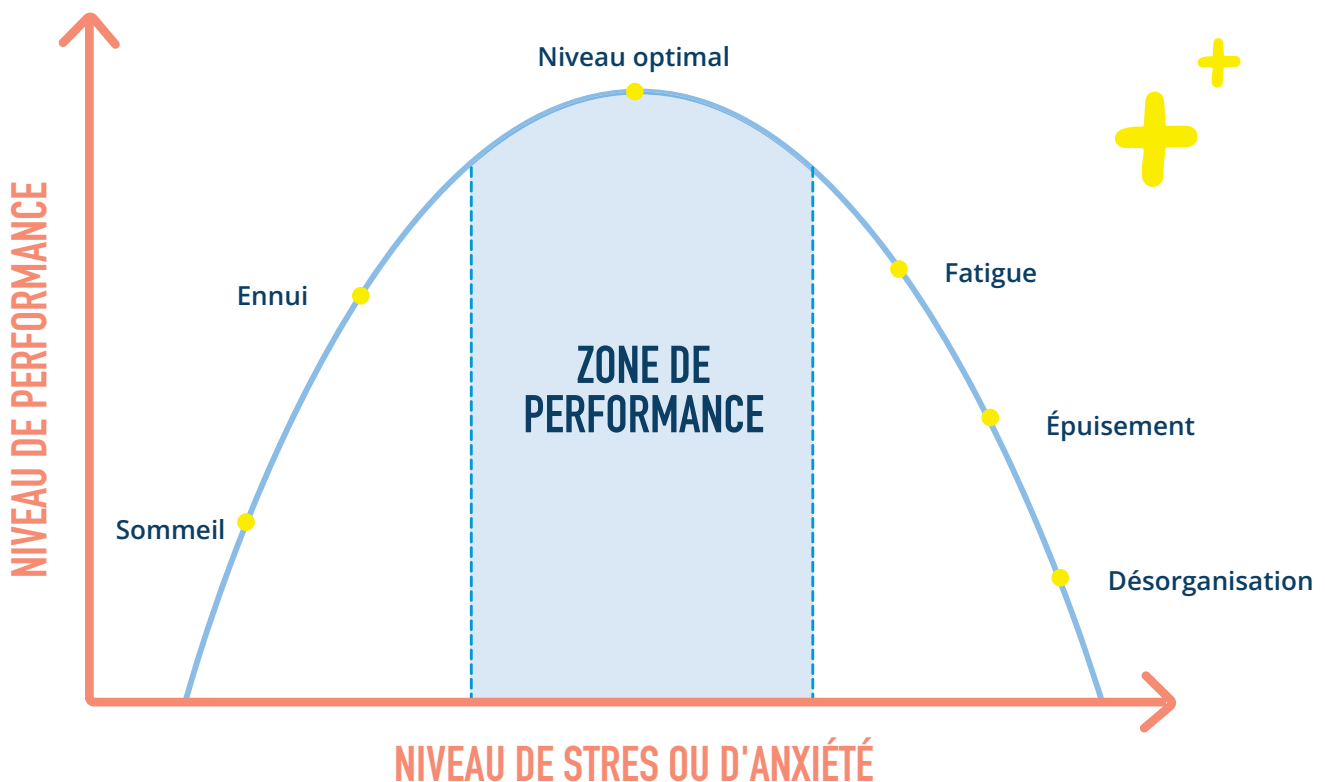 Niveau optimal
NIVEAU DE PERFORMANCE
Ennui
Fatigue
ZONE DE
PERFORMANCE
Épuisement
Sommeil
Désorganisation
NIVEAU DE STRES OU D'ANXIÉTÉ